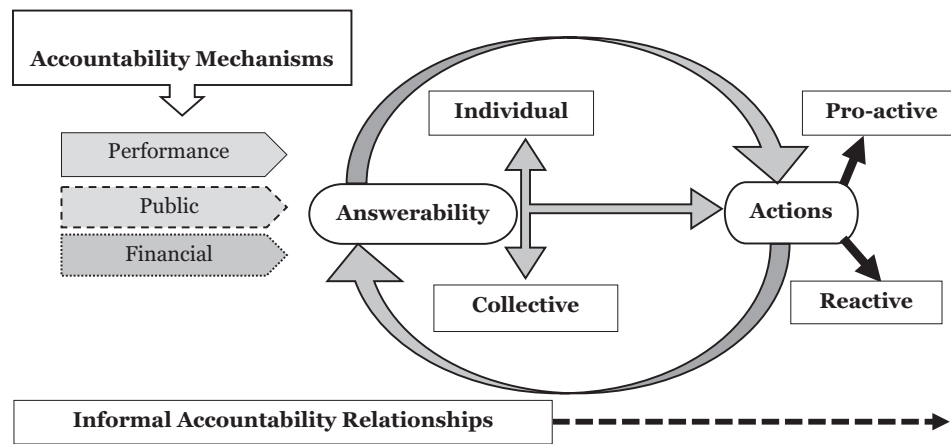 Accountability Mechanisms
Individual
Pro-active
Performance
Public
Answerability
Actions
Financial
Collective
Reactive
Informal Accountability Relationships